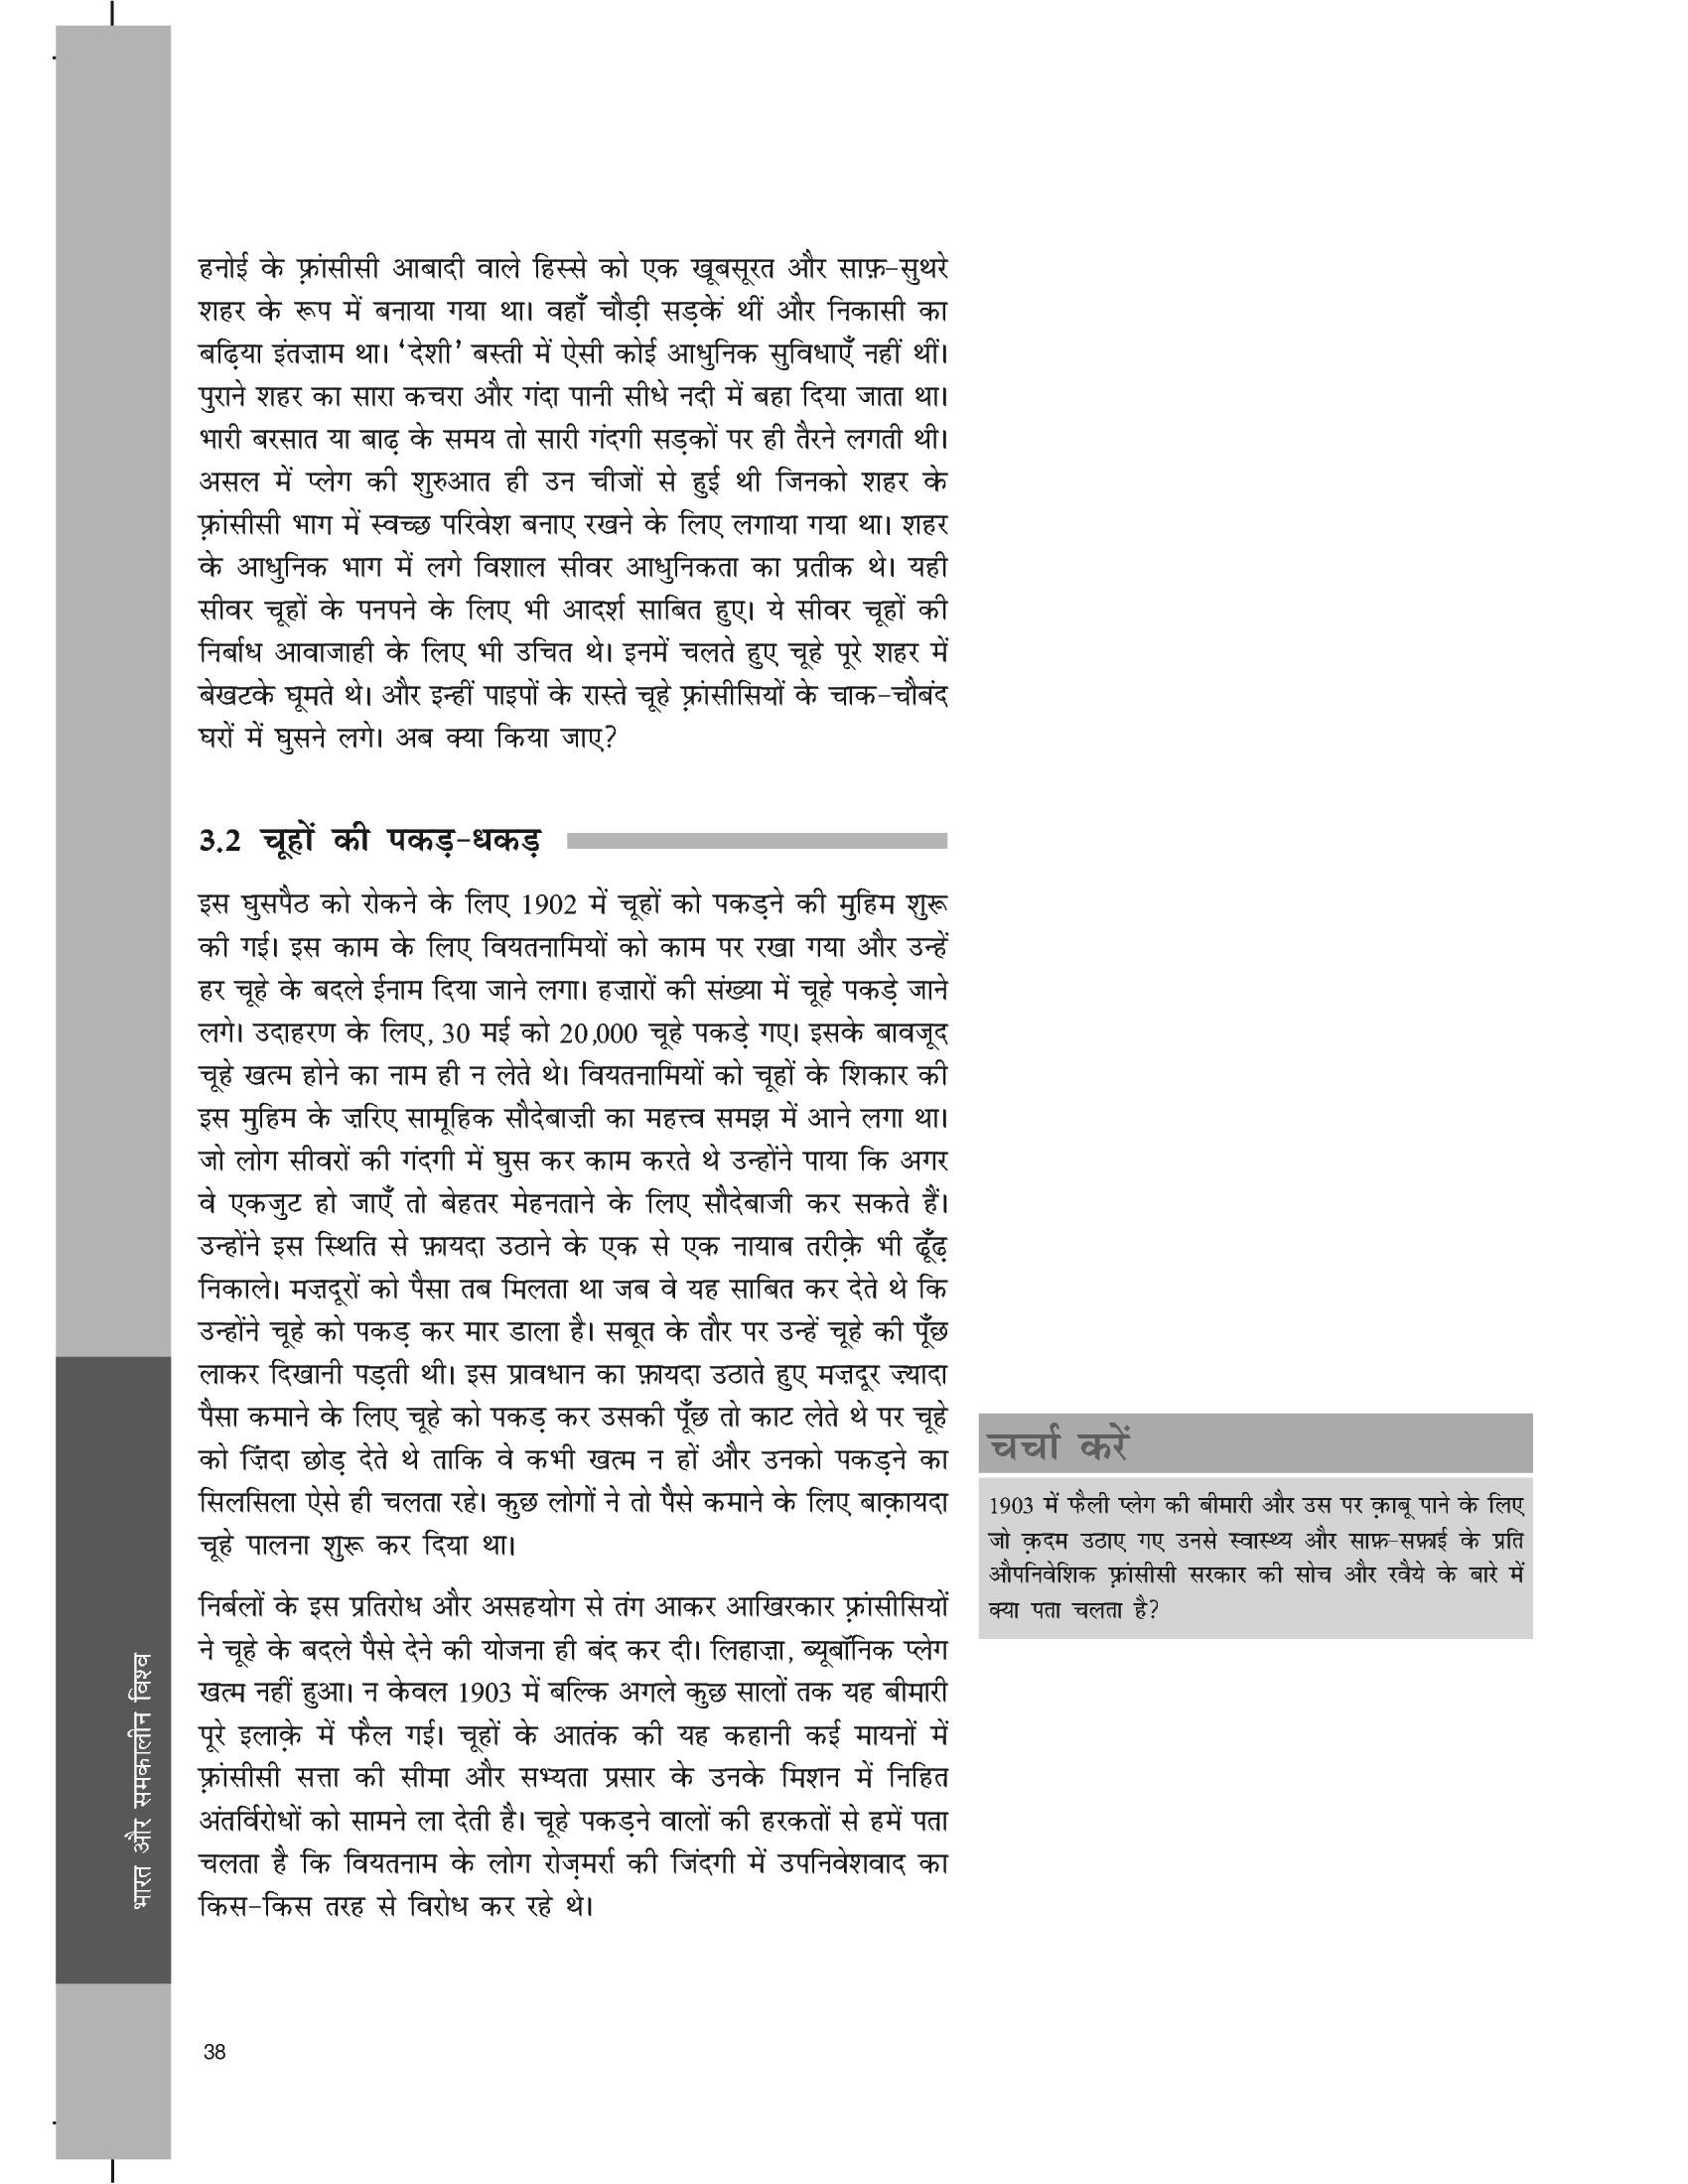 हनोई के फ़्रांसीसी आबादी वाले हिस्से को एक खूबसूरत और साफ़-सुथरे
शहर के रूप में बनाया गया था। वहाँ चौड़ी सड़कें थीं और निकासी का
बढ़िया इंतज़ाम था। 'देशी' बस्ती में ऐसी कोई आधुनिक सुविधाएँ नहीं थीं।
पुराने शहर का सारा कचरा और गंदा पानी सीधे नदी में बहा दिया जाता था।
भारी बरसात या बाढ़ के समय तो सारी गंदगी सड़कों पर ही तैरने लगती थी।
असल में प्लेग की शुरुआत ही उन चीजों से हुई थी जिनको शहर के
फ़्रांसीसी भाग में स्वच्छ परिवेश बनाए रखने के लिए लगाया गया था। शहर
के आधुनिक भाग में लगे विशाल सीवर आधुनिकता का प्रतीक थे। यही
सीवर चूहों के पनपने के लिए भी आदर्श साबित हुए। ये सीवर चूहों की
निर्बाध आवाजाही के लिए भी उचित थे। इनमें चलते हुए चूहे पूरे शहर में
बेखटके घूमते थे। और इन्हीं पाइपों के रास्ते चूहे फ़्रांसीसियों के चाक-चौबंद
घरों में घुसने लगे। अब क्या किया जाए?
3.2 चूहों की पकड़-धकड़
इस घुसपैठ को रोकने के लिए 1902 में चूहों को पकड़ने की मुहिम शुरू
की गई। इस काम के लिए वियतनामियों को काम पर रखा गया और उन्हें
हर चूहे के बदले ईनाम दिया जाने लगा। हज़ारों की संख्या में चूहे पकड़े जाने
लगे। उदाहरण के लिए, 30 मई को 20,000 चूहे पकड़े गए। इसके बावजूद
चूहे खत्म होने का नाम ही न लेते थे। वियतनामियों को चूहों के शिकार की
इस मुहिम के ज़रिए सामूहिक सौदेबाज़ी का महत्त्व समझ में आने लगा था।
जो लोग सीवरों की गंदगी में घुस कर काम करते थे उन्होंने पाया कि अगर
वे एकजुट हो जाएँ तो बेहतर मेहनताने के लिए सौदेबाजी कर सकते हैं।
उन्होंने इस स्थिति से फ़ायदा उठाने के एक से एक नायाब तरीक़े भी ढूँढ़
निकाले। मज़दूरों को पैसा तब मिलता था जब वे यह साबित कर देते थे कि
उन्होंने चूहे को पकड़ कर मार डाला है। सबूत के तौर पर उन्हें चूहे की पूँछ
लाकर दिखानी पड़ती थी। इस प्रावधान का फ़ायदा उठाते हुए मज़दूर ज़्यादा
पैसा कमाने के लिए चूहे को पकड़ कर उसकी पूँछ तो काट लेते थे पर चूहे
को ज़िंदा छोड़ देते थे ताकि वे कभी खत्म न हों और उनको पकड़ने का
सिलसिला ऐसे ही चलता रहे। कुछ लोगों ने तो पैसे कमाने के लिए बाक़ायदा
चूहे पालना शुरू कर दिया था।
निर्बलों के इस प्रतिरोध और असहयोग से तंग आकर आखिरकार फ़्रांसीसियों
ने चूहे के बदले पैसे देने की योजना ही बंद कर दी। लिहाज़ा, ब्यूबॉनिक प्लेग
खत्म नहीं हुआ। न केवल 1903 में बल्कि अगले कुछ सालों तक यह बीमारी
पूरे इलाक़े में फैल गई। चूहों के आतंक की यह कहानी कई मायनों में
फ़्रांसीसी सत्ता की सीमा और सभ्यता प्रसार के उनके मिशन में निहित
अंतर्विरोधों को सामने ला देती है। चूहे पकड़ने वालों की हरकतों से हमें पता
चलता है कि वियतनाम के लोग रोज़मर्रा की जिंदगी में उपनिवेशवाद का
किस-किस तरह से विरोध कर रहे थे।
चर्चा करें
1903 में फैली प्लेग की बीमारी और उस पर क़ाबू पाने के लिए
जो क़दम उठाए गए उनसे स्वास्थ्य और साफ़-सफ़ाई के प्रति
औपनिवेशिक फ़्रांसीसी सरकार की सोच और रवैये के बारे में
क्या पता चलता है?
भारत और समकालीन विश्व
38